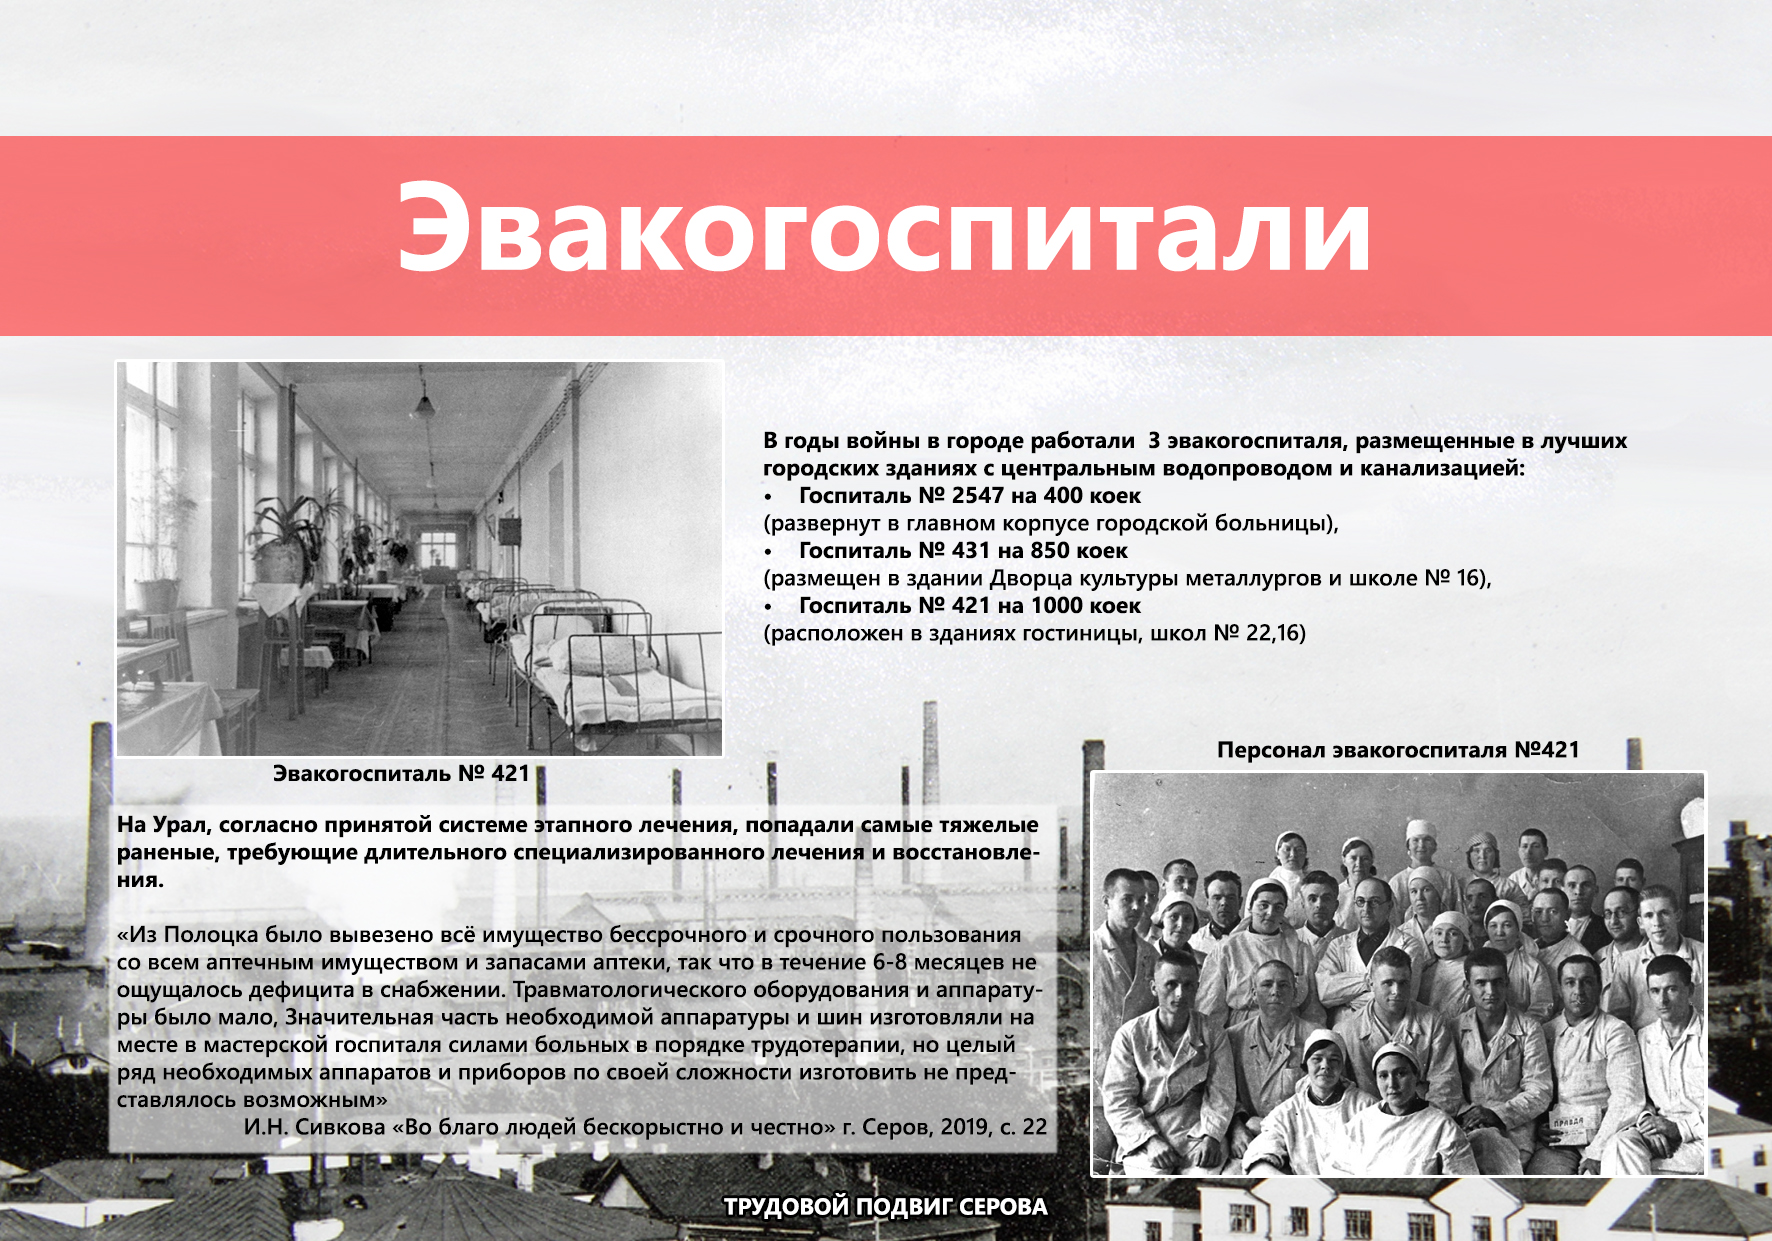 Эвакогоспитали
В годы войны в городе работали  3 эвакогоспиталя, размещенные в лучших
городских зданиях с центральным водопроводом и канализацией:
• Госпиталь № 2547 на 400 коек
(развернут в главном корпусе городской больницы),
• Госпиталь № 431 на 850 коек
(размещен в здании Дворца культуры металлургов и школе № 16),
• Госпиталь № 421 на 1000 коек
(расположен в зданиях гостиницы, школ № 22,16)
Эвакогоспиталь № 421
На Урал, согласно принятой системе этапного лечения, попадали самые тяжелые
раненые, требующие длительного специализированного лечения и восстановле-
ния.
«Из Полоцка было вывезено всё имущество бессрочного и срочного пользования
со всем аптечным имуществом и запасами аптеки, так что в течение 6-8 месяцев не
ощущалось дефицита в снабжении. Травматологического оборудования и аппарату-
ры было мало, Значительная часть необходимой аппаратуры и шин изготовляли на
месте в мастерской госпиталя силами больных в порядке трудотерапии, но целый
ряд необходимых аппаратов и приборов по своей сложности изготовить не пред-
ставлялось возможным»
И.Н. Сивкова «Во благо людей бескорыстно и честно» г. Серов, 2019, с. 22
Персонал эвакогоспиталя №421
ПРАВДА
ТРУДОВОЙ ПОДВИГ СЕРОВА